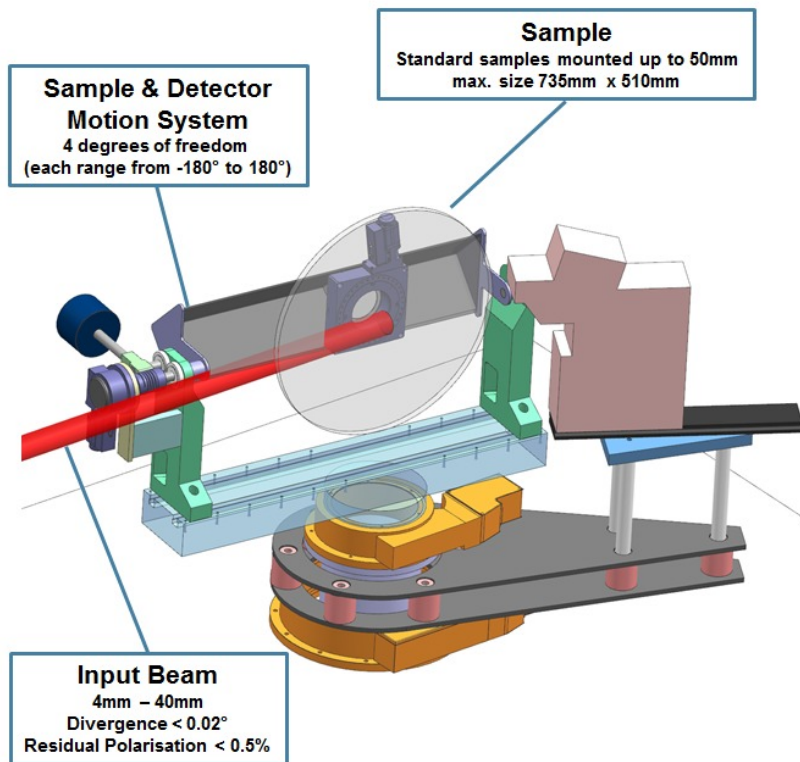 Sample
Standard samples mounted up to 50mm
max. size 735mm x 510mm
Sample & Detector
Motion System
4 degrees of freedom
(each range from -180° to 180°)
Input Beam
4mm – 40mm
Divergence < 0.02°
Residual Polarisation < 0.5%